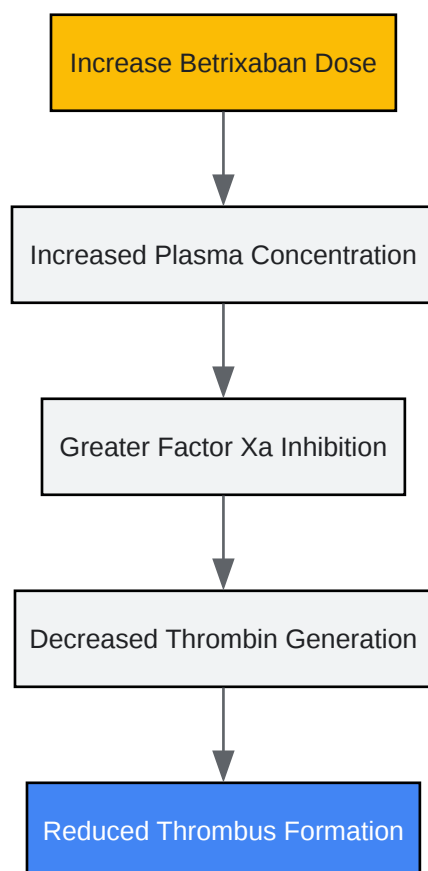 Increase Betrixaban Dose
Increased Plasma Concentration
Greater Factor Xa Inhibition
Decreased Thrombin Generation
Reduced Thrombus Formation